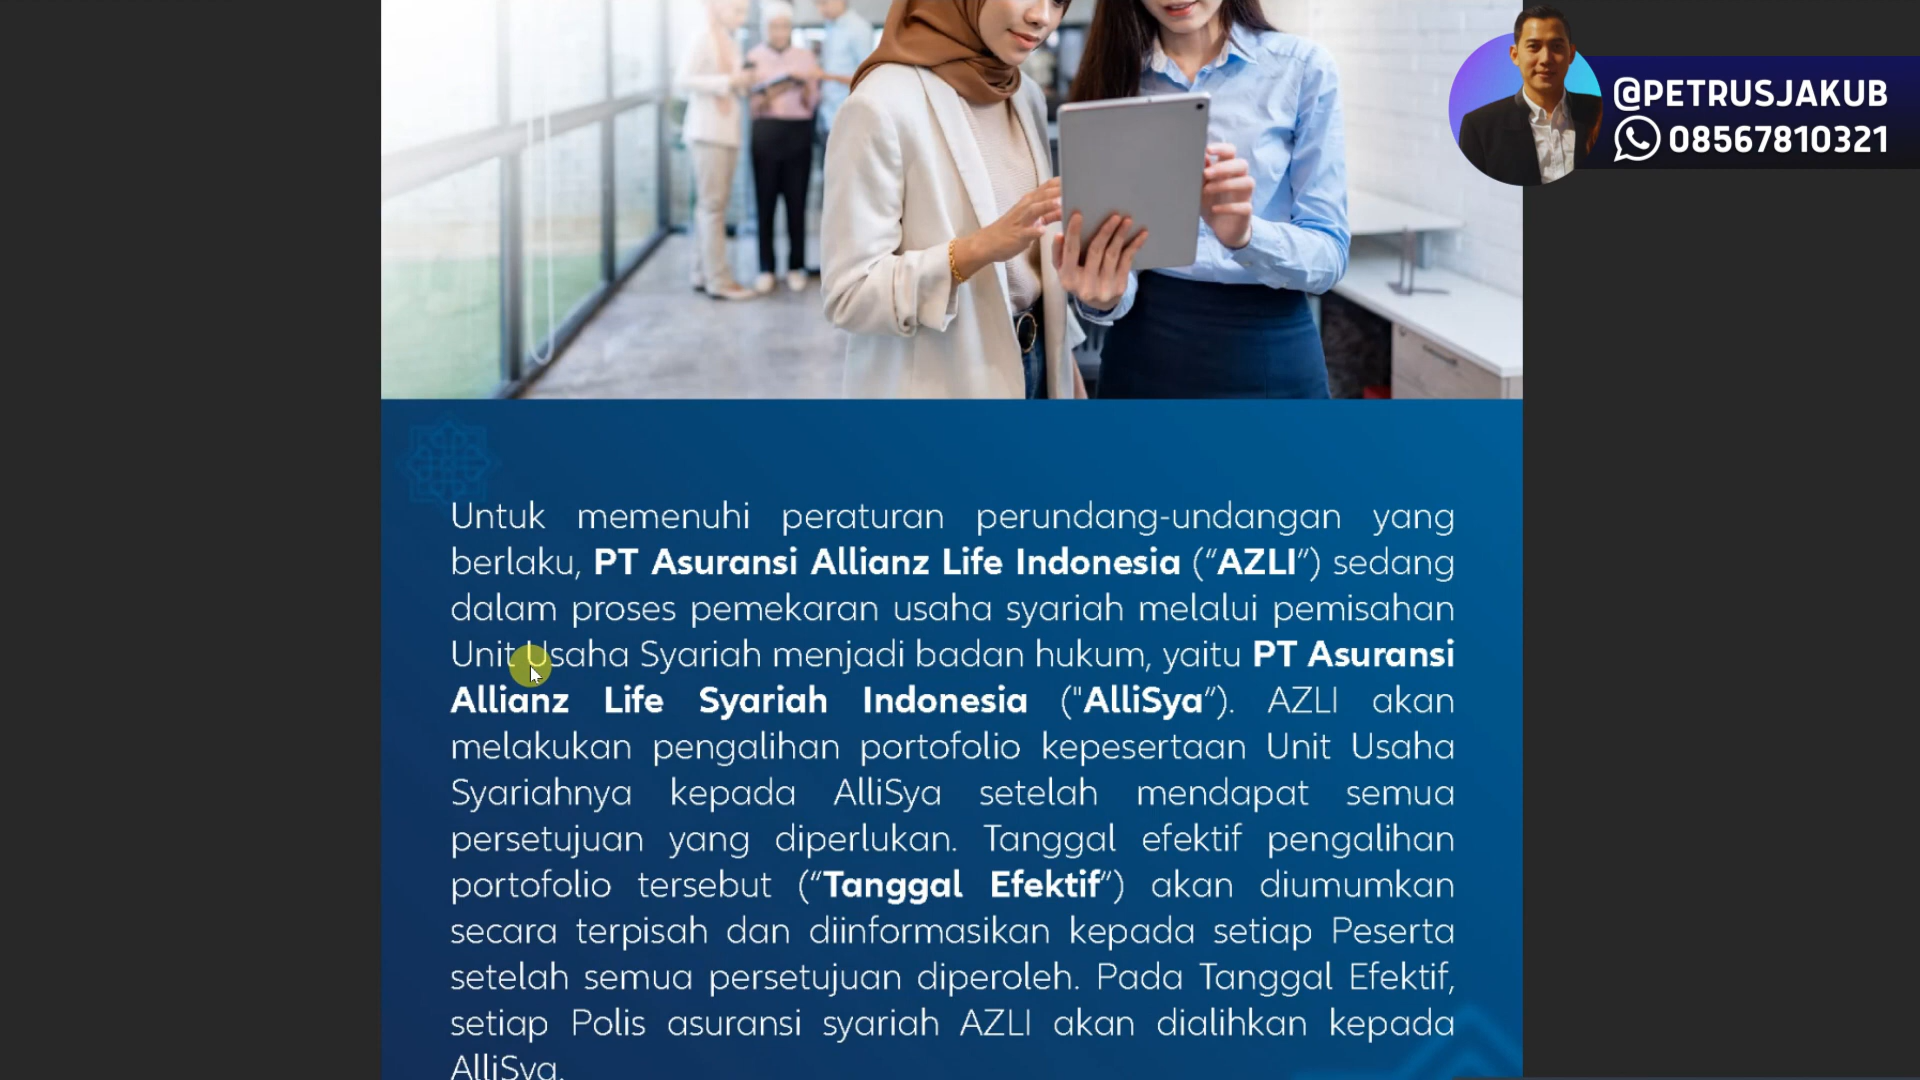 @PETRUSJAKUB
08567810321
Untuk memenuhi peraturan perundang-undangan yang
berlaku, PT Asuransi Allianz Life Indonesia (“AZLI”) sedang
dalam proses pemekaran usaha syariah melalui pemisahan
Unit Usaha Syariah menjadi badan hukum, yaitu PT Asuransi
Allianz Life Syariah Indonesia ("AlliSya”). AZLI akan
melakukan pengalihan portofolio kepesertaan Unit Usaha
Syariahnya kepada AlliSya setelah mendapat semua
persetujuan yang diperlukan. Tanggal efektif pengalihan
portofolio tersebut (“Tanggal Efektif”) akan diumumkan
secara terpisah dan diinformasikan kepada setiap Peserta
setelah semua persetujuan diperoleh. Pada Tanggal Efektif,
setiap Polis asuransi syariah AZLI akan dialihkan kepada
AlliSya.